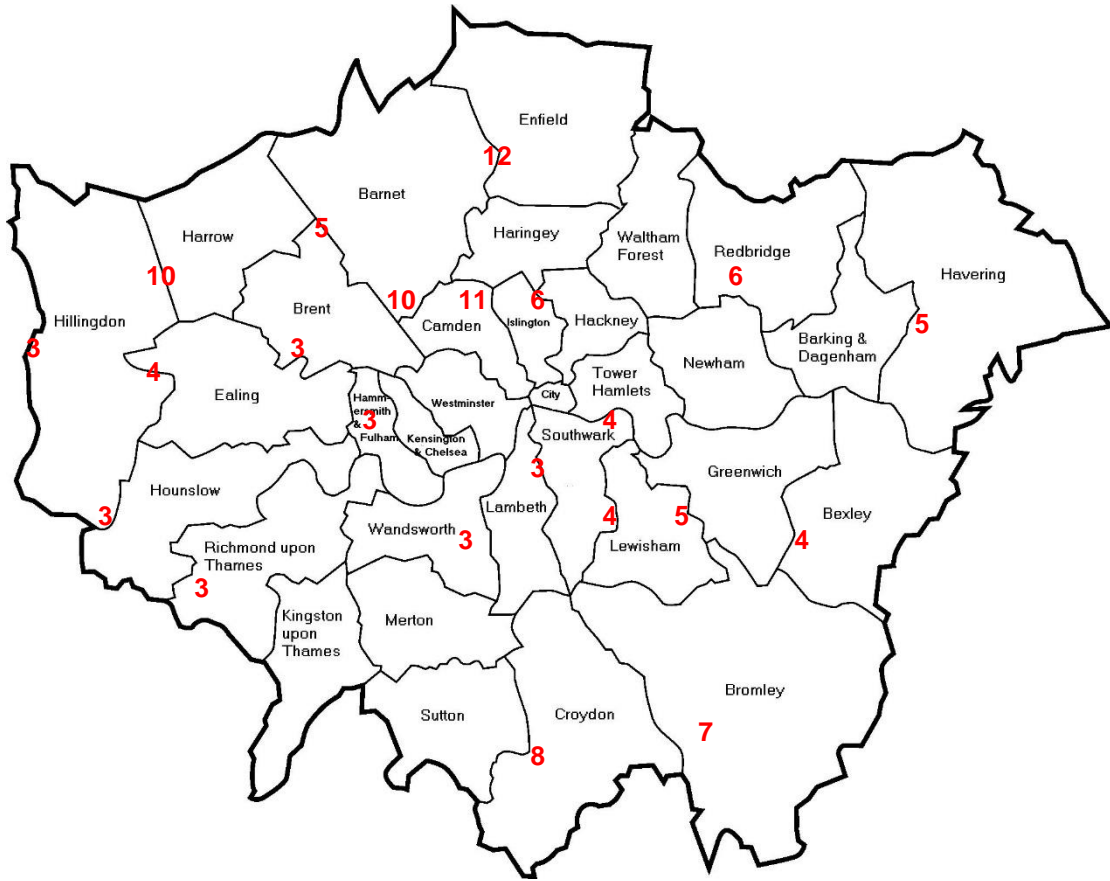 Enfield
12
Barnet
Harrow
5
Haringey
Waltham
Forest
Redbridge
6
Havering
10
Hillingdon
3
Brent
3
10
11
Camden
6
Islington
Hackney
5
Barking &
Dagenham
Newham
4
Ealing
Tower
Hamlets
City
Westminster
Hamm-
ersmith
&
Fulham
3
Kensington
& Chelsea
4
Southwark
Greenwich
3
Hounslow
3
Lambeth
4
5
Bexley
4
Wandsworth
3
Lewisham
Richmond upon
Thames
3
Kingston
upon
Thames
Merton
Sutton
Croydon
8
Bromley
7